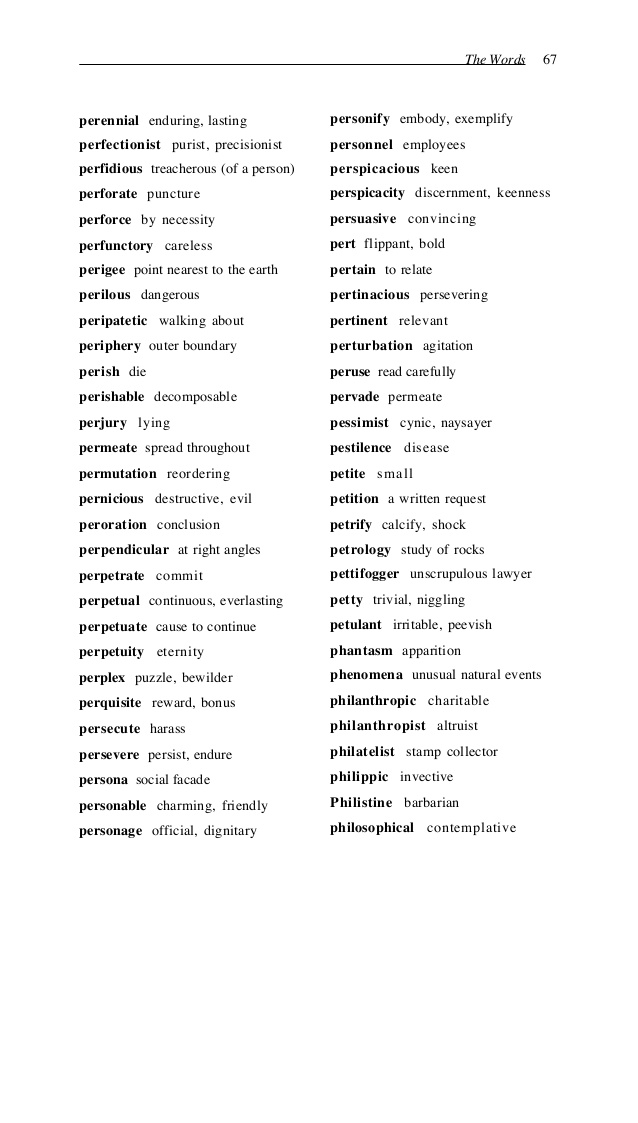 The Words 67
perennial enduring, lasting
perfectionist purist, precisionist
perfidious treacherous (of a person)
perforate puncture
perforce by necessity
perfunctory careless
perigee point nearest to the earth
perilous dangerous
peripatetic walking about
periphery outer boundary
perish die
perishable decomposable
perjury lying
permeate spread throughout
permutation reordering
pernicious destructive, evil
peroration conclusion
perpendicular at right angles
perpetrate commit
perpetual continuous, everlasting
perpetuate cause to continue
perpetuity eternity
perplex puzzle, bewilder
perquisite reward, bonus
persecute harass
persevere persist, endure
persona social facade
personable charming, friendly
personage official, dignitary
personify embody, exemplify
personnel employees
perspicacious keen
perspicacity discernment, keenness
persuasive convincing
pert flippant, bold
pertain to relate
pertinacious persevering
pertinent relevant
perturbation agitation
peruse read carefully
pervade permeate
pessimist cynic, naysayer
pestilence disease
petite small
petition a written request
petrify calcify, shock
petrology study of rocks
pettifogger unscrupulous lawyer
petty trivial, niggling
petulant irritable, peevish
phantasm apparition
phenomena unusual natural events
philanthropic charitable
philanthropist altruist
philatelist stamp collector
philippic invective
Philistine barbarian
philosophical contemplative